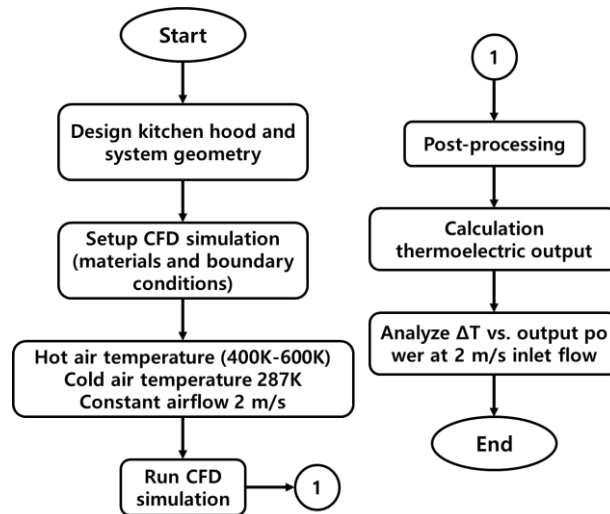 Start
Design kitchen hood and
system geometry
Setup CFD simulation
(materials and boundary
conditions)
Hot air temperature (400K-600K)
Cold air temperature 287K
Constant airflow 2 m/s
Run CFD
simulation
1
1
Post-processing
Calculation
thermoelectric output
Analyze ΔT vs. output po
wer at 2 m/s inlet flow
End